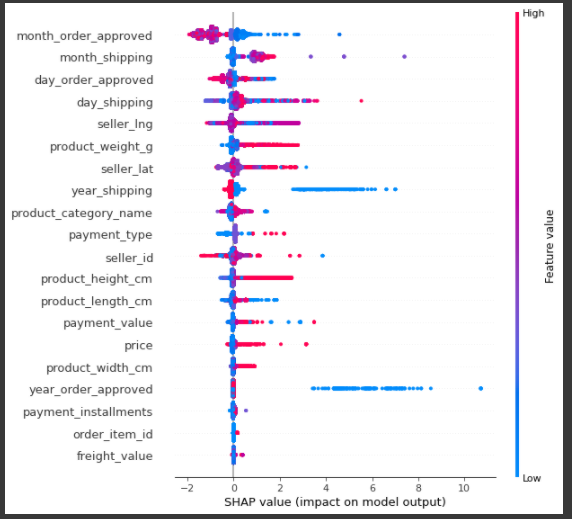 High
month_order_approved
month_shipping
day_order_approved
day_shipping
seller_lng
product_weight_g
seller_lat
year_shipping
product_category_name
payment_type
seller_id
product_height_cm
product_length_cm
payment_value
price
product_width_cm
year_order_approved
payment_installments
order_item_id
freight_value
Feature value
Low
−2 0 2 4 6 8 10
SHAP value (impact on model output)